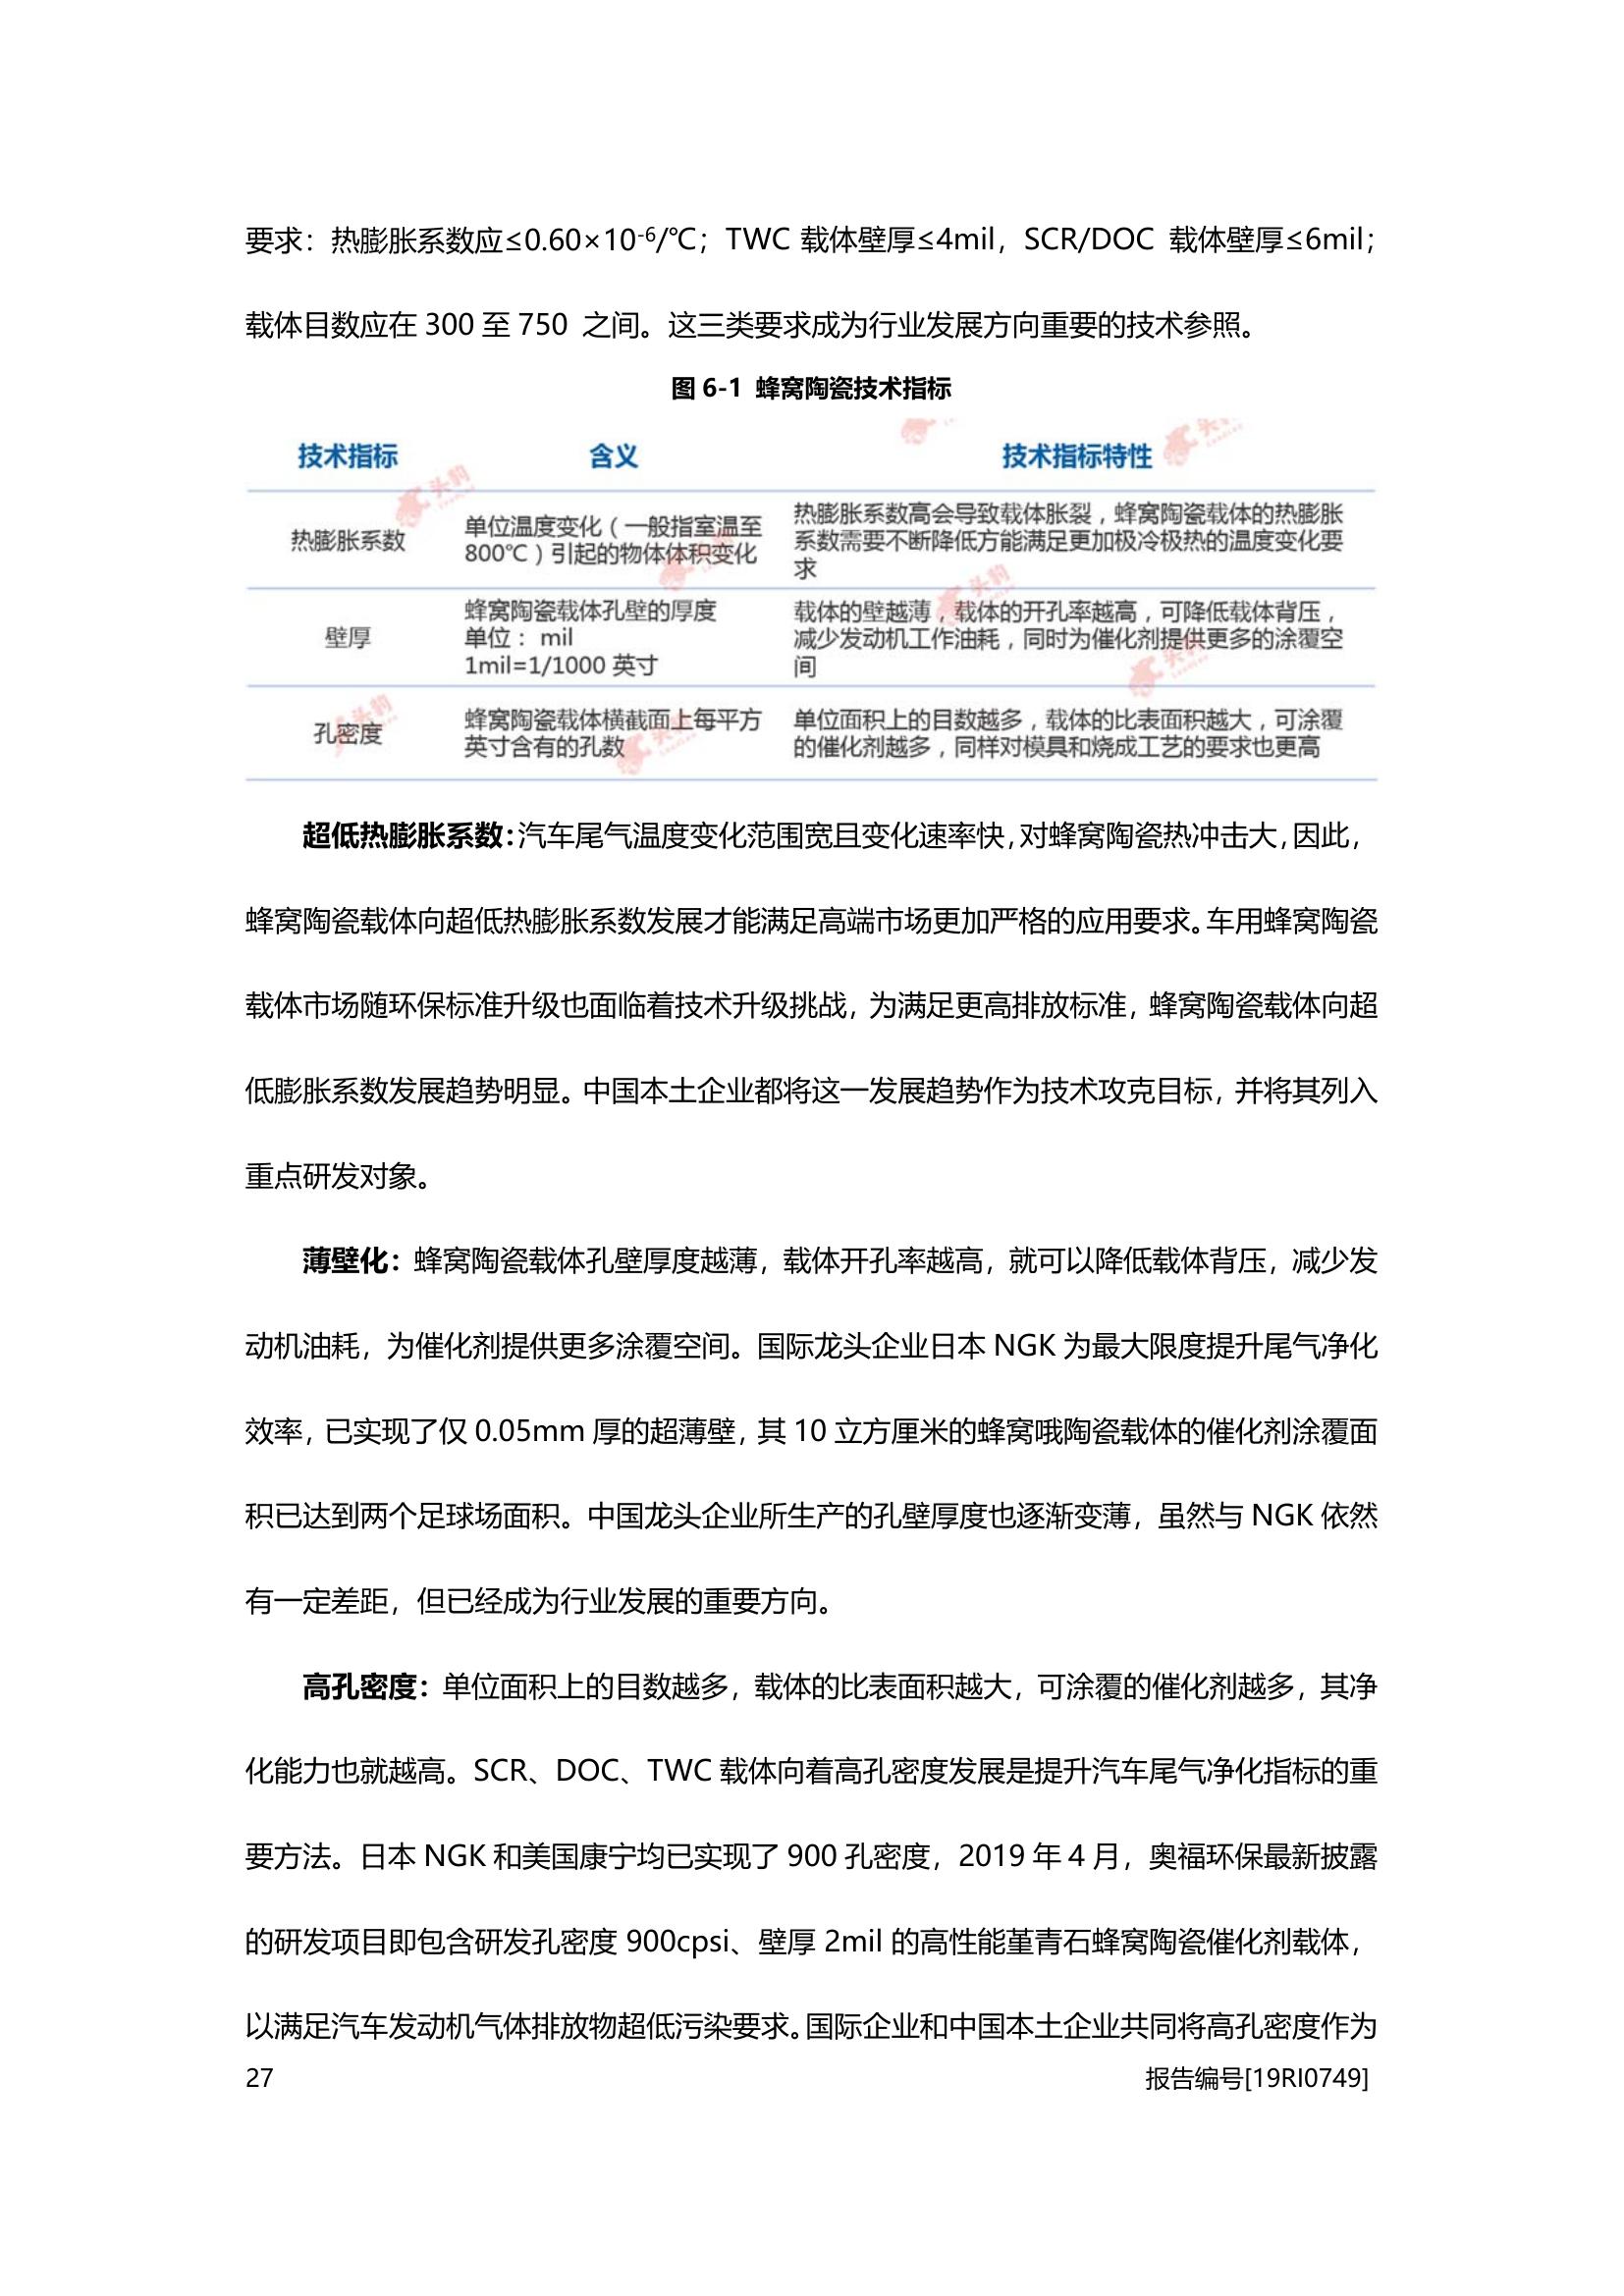 要求：热膨胀系数应≤0.60×10⁻⁶/℃；TWC 载体壁厚≤4mil，SCR/DOC 载体壁厚≤6mil；
载体目数应在 300 至 750 之间。这三类要求成为行业发展方向重要的技术参照。
图 6-1 蜂窝陶瓷技术指标
技术指标 含义 技术指标特性
热膨胀系数
单位温度变化（一般指室温至
800℃）引起的物体体积变化
热膨胀系数高会导致载体胀裂，蜂窝陶瓷载体的热膨胀
系数需要不断降低方能满足更加极冷极热的温度变化要
求
壁厚
蜂窝陶瓷载体孔壁的厚度
单位： mil
1mil=1/1000 英寸
载体的壁越薄，载体的开孔率越高，可降低载体背压，
减少发动机工作油耗，同时为催化剂提供更多的涂覆空
间
孔密度
蜂窝陶瓷载体横截面上每平方
英寸含有的孔数
单位面积上的目数越多，载体的比表面积越大，可涂覆
的催化剂越多，同样对模具和烧成工艺的要求也更高
超低热膨胀系数：汽车尾气温度变化范围宽且变化速率快，对蜂窝陶瓷热冲击大，因此，
蜂窝陶瓷载体向超低热膨胀系数发展才能满足高端市场更加严格的应用要求。车用蜂窝陶瓷
载体市场随环保标准升级也面临着技术升级挑战，为满足更高排放标准，蜂窝陶瓷载体向超
低膨胀系数发展趋势明显。中国本土企业都将这一发展趋势作为技术攻克目标，并将其列入
重点研发对象。
薄壁化：蜂窝陶瓷载体孔壁厚度越薄，载体开孔率越高，就可以降低载体背压，减少发
动机油耗，为催化剂提供更多涂覆空间。国际龙头企业日本 NGK 为最大限度提升尾气净化
效率，已实现了仅 0.05mm 厚的超薄壁，其 10 立方厘米的蜂窝哦陶瓷载体的催化剂涂覆面
积已达到两个足球场面积。中国龙头企业所生产的孔壁厚度也逐渐变薄，虽然与 NGK 依然
有一定差距，但已经成为行业发展的重要方向。
高孔密度：单位面积上的目数越多，载体的比表面积越大，可涂覆的催化剂越多，其净
化能力也就越高。SCR、DOC、TWC 载体向着高孔密度发展是提升汽车尾气净化指标的重
要方法。日本 NGK 和美国康宁均已实现了 900 孔密度，2019 年 4 月，奥福环保最新披露
的研发项目即包含研发孔密度 900cpsi、壁厚 2mil 的高性能堇青石蜂窝陶瓷催化剂载体，
以满足汽车发动机气体排放物超低污染要求。国际企业和中国本土企业共同将高孔密度作为
27 报告编号[19RI0749]